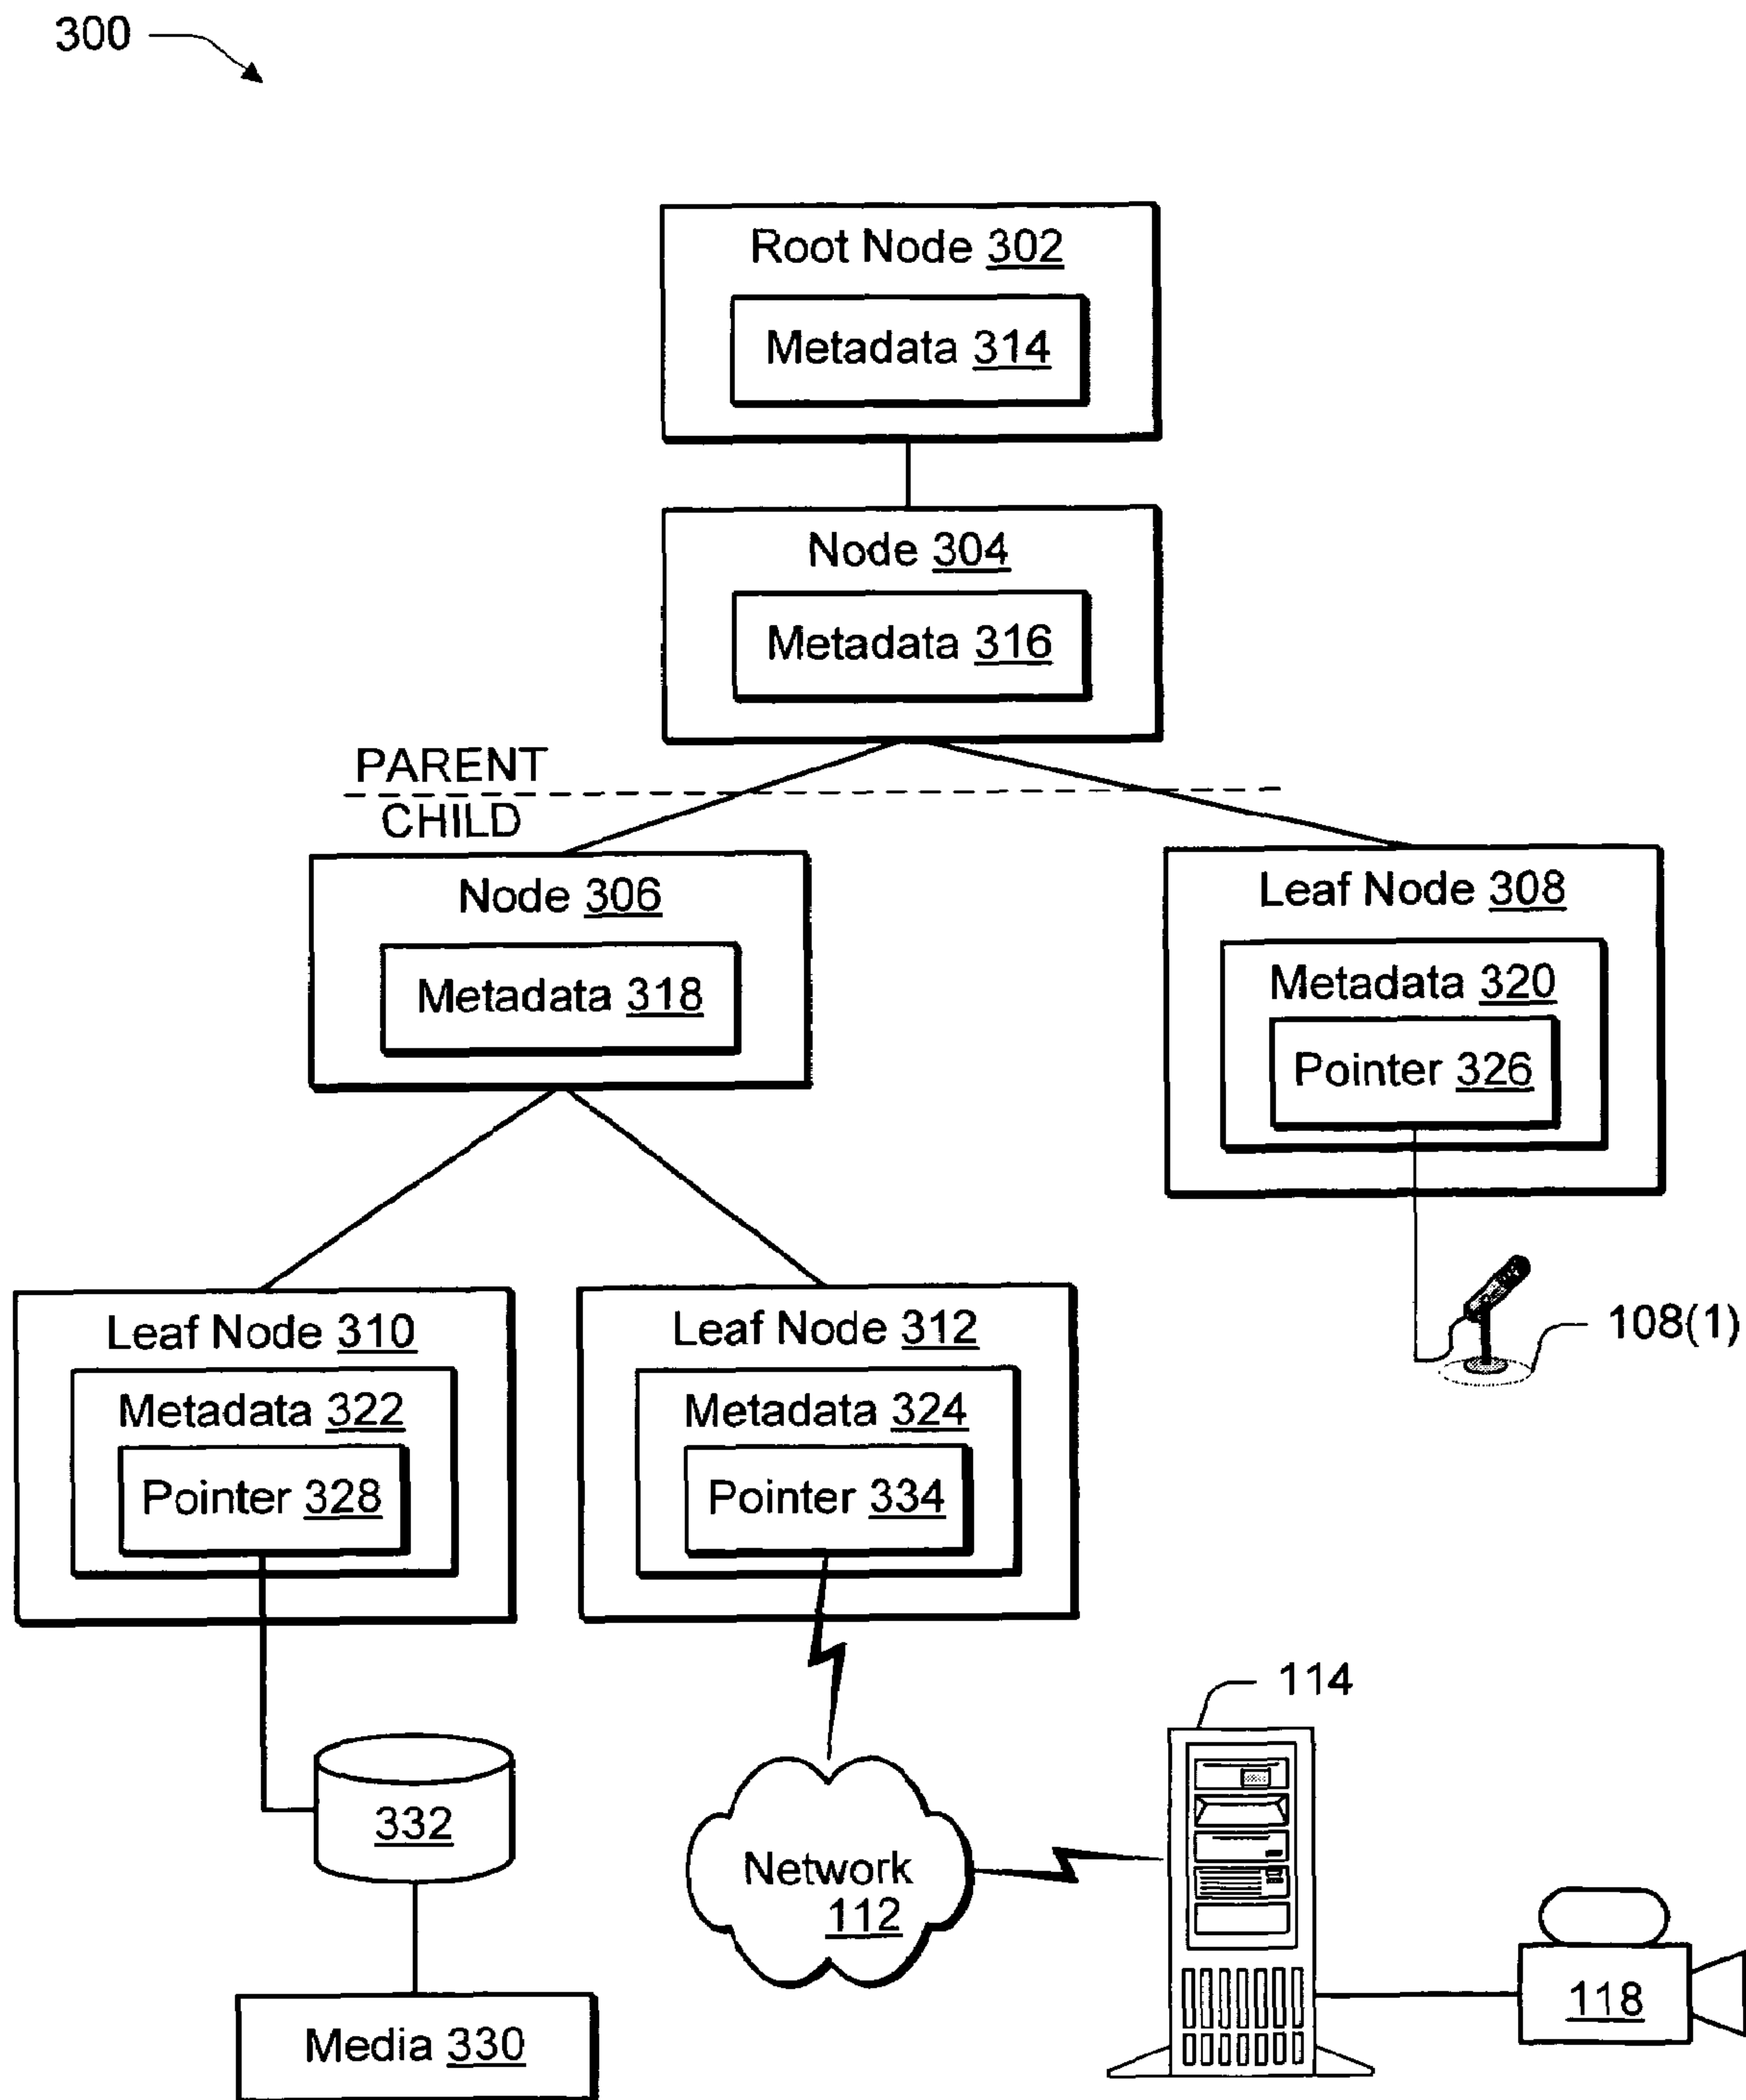 300
Root Node 302
Metadata 314
Node 304
Metadata 316
PARENT
CHILD
Node 306
Metadata 318
Leaf Node 308
Metadata 320
Pointer 326
Leaf Node 310
Metadata 322
Pointer 328
Leaf Node 312
Metadata 324
Pointer 334
108(1)
114
332
Network
112
118
Media 330